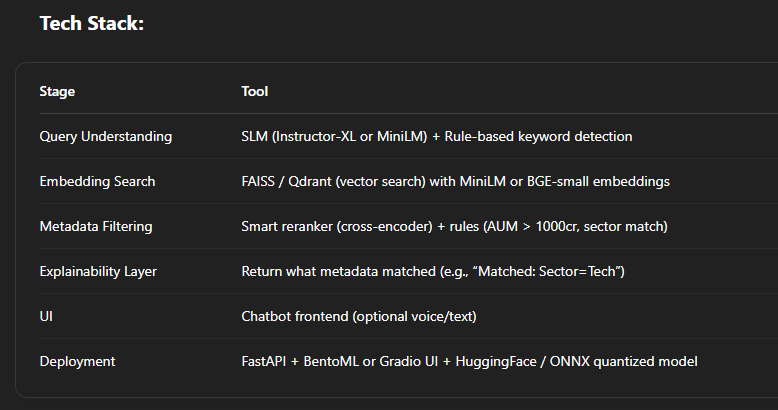 Tech Stack:
Stage Tool
Query Understanding SLM (Instructor-XL or MiniLM) + Rule-based keyword detection
Embedding Search FAISS / Qdrant (vector search) with MiniLM or BGE-small embeddings
Metadata Filtering Smart reranker (cross-encoder) + rules (AUM > 1000cr, sector match)
Explainability Layer Return what metadata matched (e.g., “Matched: Sector=Tech”)
UI Chatbot frontend (optional voice/text)
Deployment FastAPI + BentoML or Gradio UI + HuggingFace / ONNX quantized model